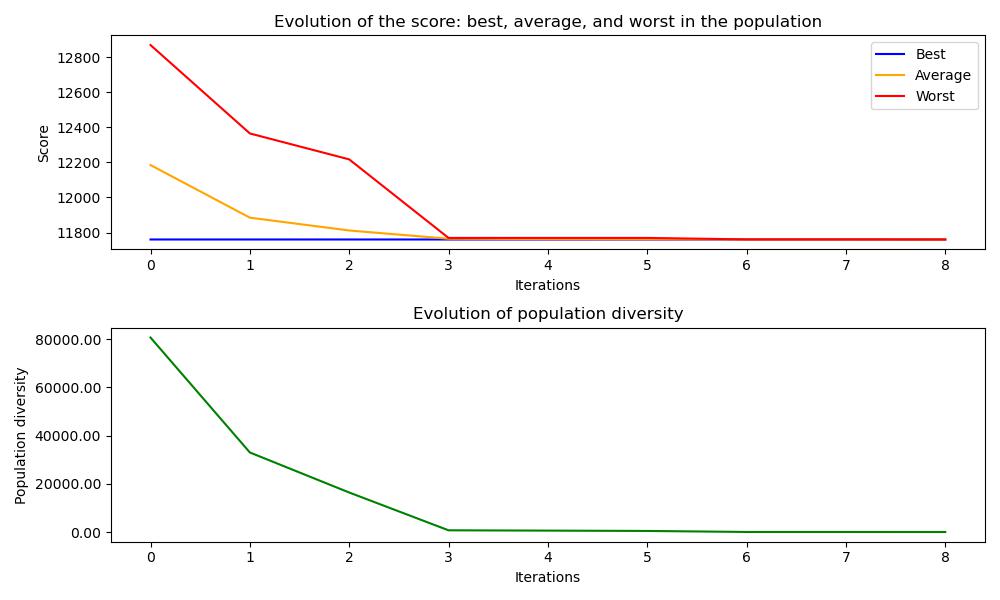 Evolution of the score: best, average, and worst in the population
Score
12800
12600
12400
12200
12000
11800
Best
Average
Worst
0 1 2 3 4 5 6 7 8
Iterations
Evolution of population diversity
Population diversity
80000.00
60000.00
40000.00
20000.00
0.00
0 1 2 3 4 5 6 7 8
Iterations